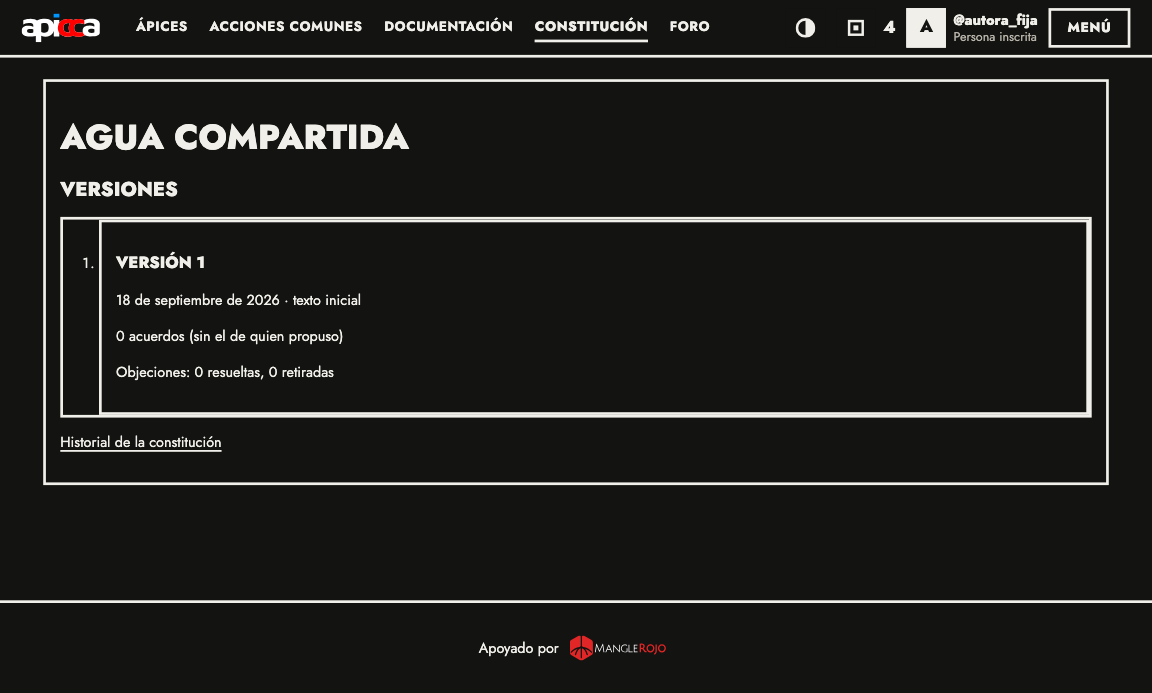 apicca
ÁPICES
ACCIONES COMUNES
DOCUMENTACIÓN
CONSTITUCIÓN
FORO
4
A
@autora_fija
Persona inscrita
MENÚ
AGUA COMPARTIDA
VERSIONES
1.
VERSIÓN 1
18 de septiembre de 2026 · texto inicial
0 acuerdos (sin el de quien propuso)
Objeciones: 0 resueltas, 0 retiradas
Historial de la constitución
Apoyado por
MANGLEROJO